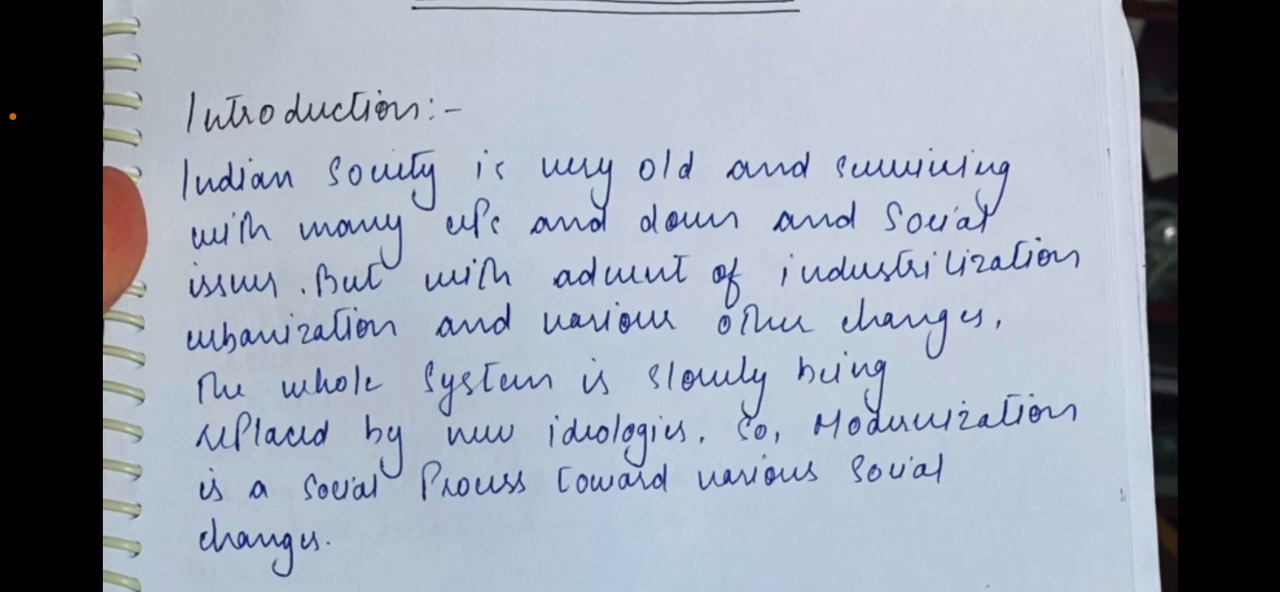 Introduction:-
Indian Society is very old and surviving
with many ups and down and Social
issues. But with advent of industrilization
urbanization and various other changes,
The whole System is slowly being
replaced by new ideologies. So, Modernization
is a social Process toward various social
changes.